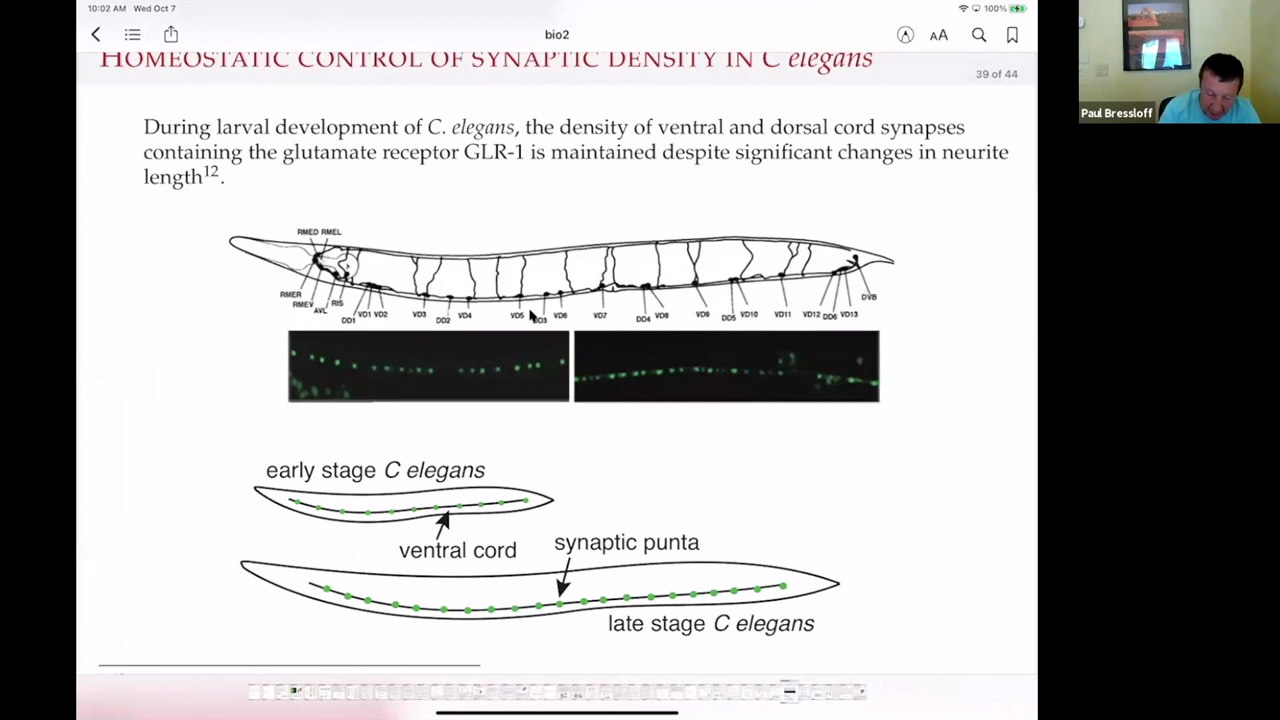 10:02 AM Wed Oct 7
100%
bio2
AA
HOMEOSTATIC CONTROL OF SYNAPTIC DENSITY IN C elegans
39 of 44
During larval development of C. elegans, the density of ventral and dorsal cord synapses
containing the glutamate receptor GLR-1 is maintained despite significant changes in neurite
length12.
RMED RMEL
RMER
RMEV
AVL
RIS
DD1
VD1 VD2
VD3
DD2
VD4
VD5
DD3
VD6
VD7
DD4
VD8
VD9
DD5
VD10
VD11
VD12
DD6
VD13
DVB
early stage C elegans
ventral cord
synaptic punta
late stage C elegans
Paul Bressloff